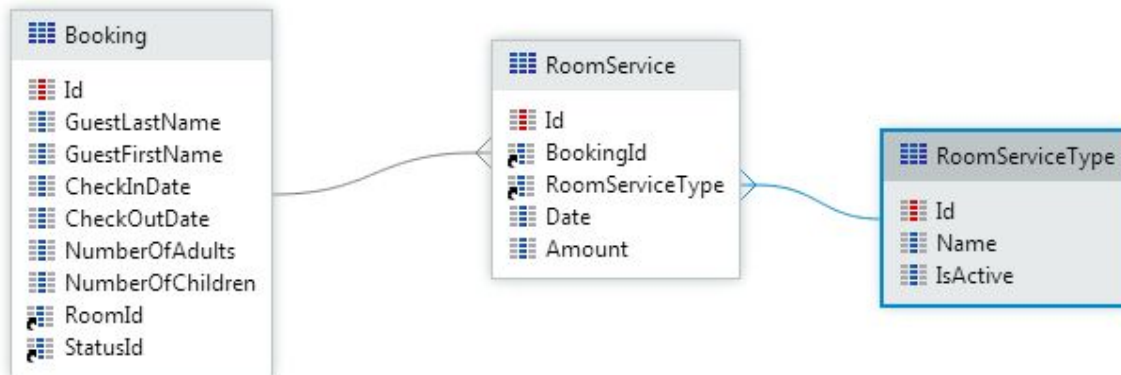 Booking
Id
GuestLastName
GuestFirstName
CheckInDate
CheckOutDate
NumberOfAdults
NumberOfChildren
RoomId
StatusId
RoomService
Id
BookingId
RoomServiceType
Date
Amount
RoomServiceType
Id
Name
IsActive